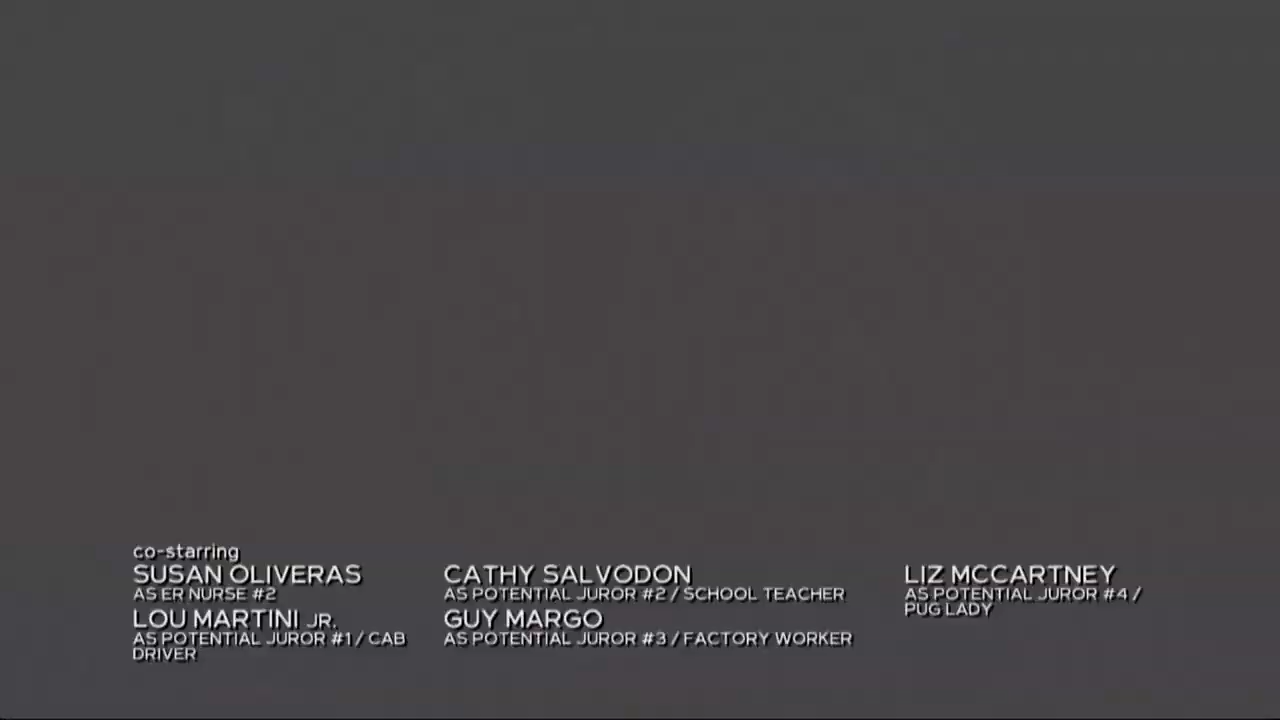 co-starring
SUSAN OLIVERAS
AS ER NURSE #2
LOU MARTINI JR.
AS POTENTIAL JUROR #1 / CAB
DRIVER
CATHY SALVODON
AS POTENTIAL JUROR #2 / SCHOOL TEACHER
GUY MARGO
AS POTENTIAL JUROR #3 / FACTORY WORKER
LIZ MCCARTNEY
AS POTENTIAL JUROR #4 /
PUG LADY